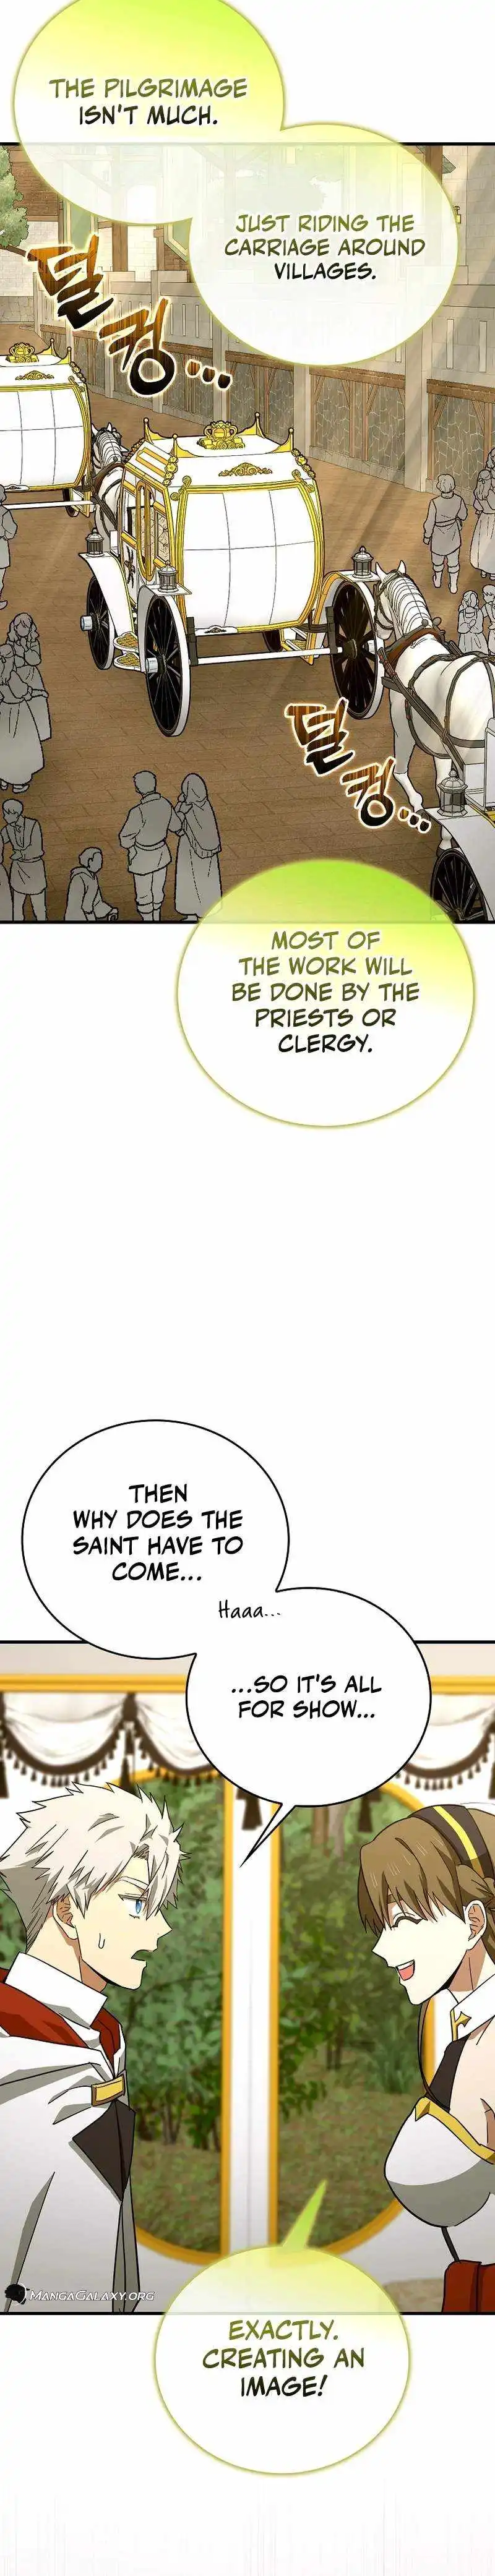 THE PILGRIMAGE
ISN'T MUCH.
JUST RIDING THE
CARRIAGE AROUND
VILLAGES.
덜컹...
덜컹...
MOST OF
THE WORK WILL
BE DONE BY THE
PRIESTS OR
CLERGY.
THEN
WHY DOES THE
SAINT HAVE TO
COME...
Haaa...
...SO IT'S ALL
FOR SHOW...
MANGAGALAXY.ORG
EXACTLY.
CREATING AN
IMAGE!